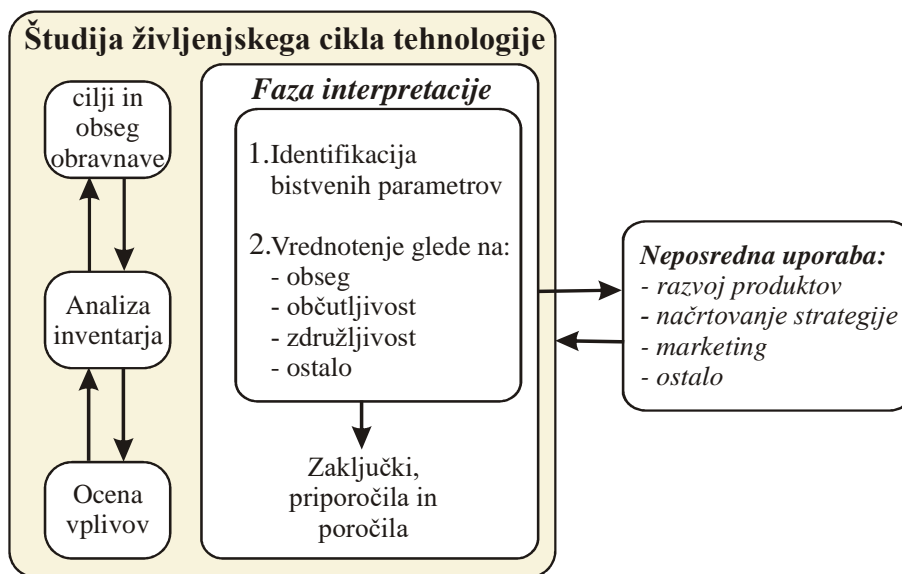 Študija življenjskega cikla tehnologije
cilji in
obseg
obravnave
Analiza
inventarja
Ocena
vplivov
Faza interpretacije
1. Identifikacija
bistvenih parametrov
2. Vrednotenje glede na:
- obseg
- občutljivost
- združljivost
- ostalo
Zaključki,
priporočila in
poročila
Neposredna uporaba:
- razvoj produktov
- načrtovanje strategije
- marketing
- ostalo